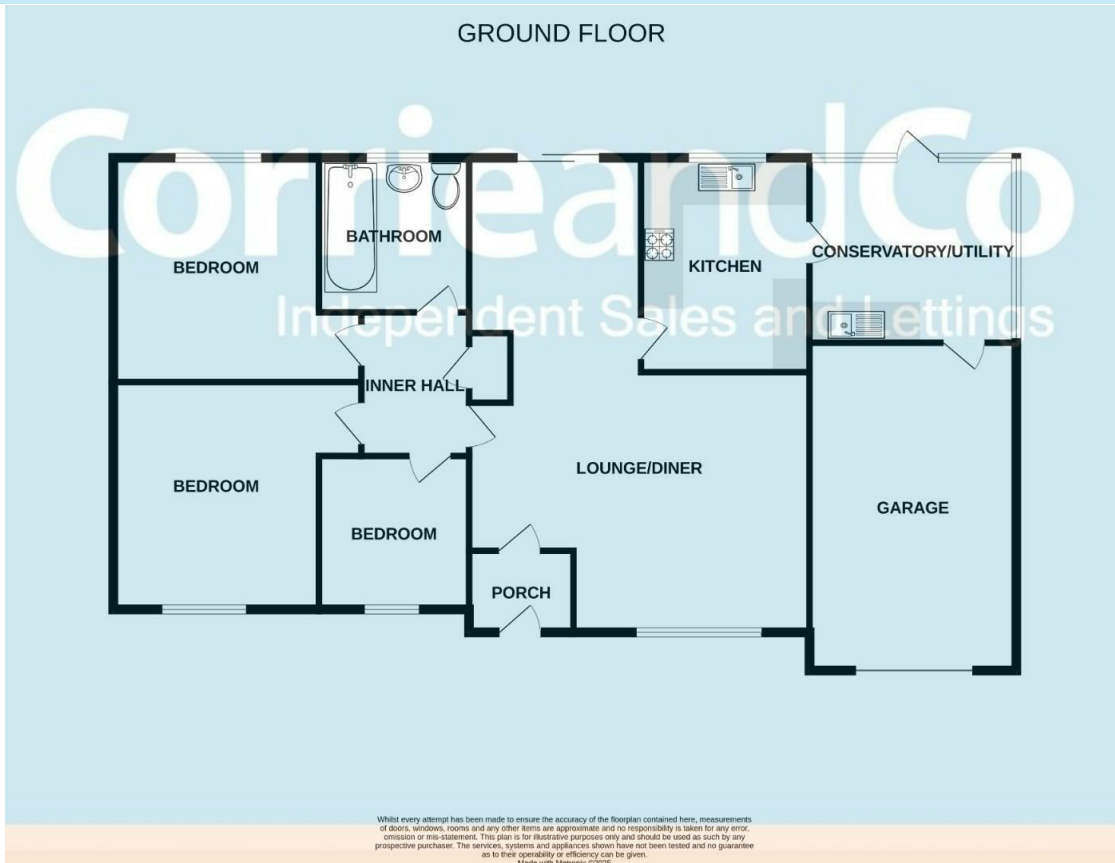 GROUND FLOOR
CorrieandCo
Independent Sales and Lettings
BEDROOM
BATHROOM
KITCHEN
CONSERVATORY/UTILITY
INNER HALL
LOUNGE/DINER
BEDROOM
BEDROOM
GARAGE
PORCH
Whilst every attempt has been made to ensure the accuracy of the floorplan contained here, measurements
of doors, windows, rooms and any other items are approximate and no responsibility is taken for any error,
omission or mis-statement. This plan is for illustrative purposes only and should be used as such by any
prospective purchaser. The services, systems and appliances shown have not been tested and no guarantee
as to their operability or efficiency can be given.
Made with Metropix ©2025